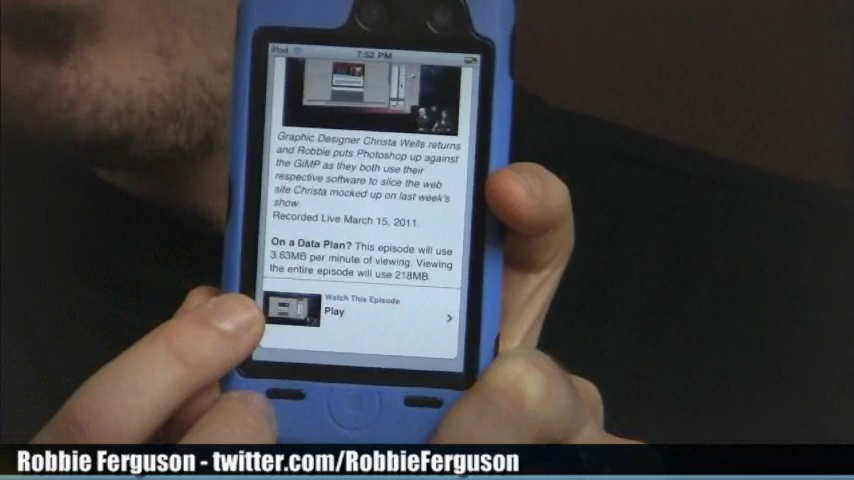 iPod 7:52 PM
Graphic Designer Christa Wells returns
and Robbie puts Photoshop up against
the GiMP as they both use their
respective software to slice the web
site Christa mocked up on last week's
show.
Recorded Live March 15, 2011.
On a Data Plan? This episode will use
3.63MB per minute of viewing. Viewing
the entire episode will use 218MB.
Watch This Episode
Play
Robbie Ferguson - twitter.com/RobbieFerguson